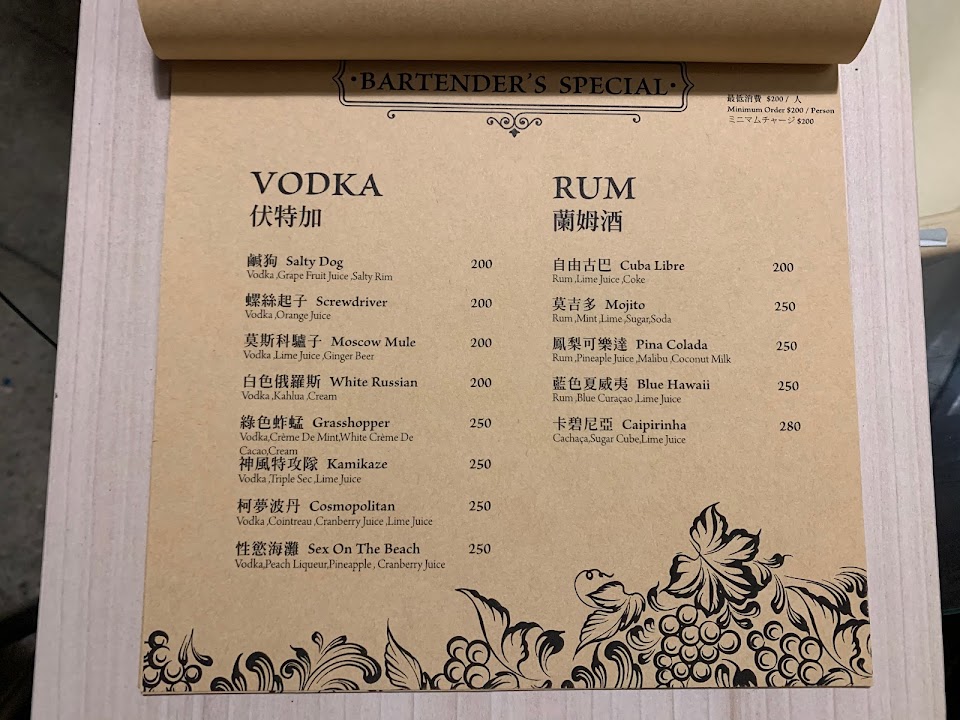 ·BARTENDER'S SPECIAL·
最低消費 $200 / 人
Minimum Order $200 / Person
ミニマムチャージ $200
VODKA
伏特加
鹹狗 Salty Dog 200
Vodka ,Grape Fruit Juice ,Salty Rim
螺絲起子 Screwdriver 200
Vodka ,Orange Juice
莫斯科驢子 Moscow Mule 200
Vodka ,Lime Juice ,Ginger Beer
白色俄羅斯 White Russian 200
Vodka ,Kahlua ,Cream
綠色蚱蜢 Grasshopper 250
Vodka,Crème De Mint,White Crème De
Cacao,Cream
神風特攻隊 Kamikaze 250
Vodka ,Triple Sec ,Lime Juice
柯夢波丹 Cosmopolitan 250
Vodka ,Cointreau ,Cranberry Juice ,Lime Juice
性慾海灘 Sex On The Beach 250
Vodka,Peach Liqueur,Pineapple , Cranberry Juice
RUM
蘭姆酒
自由古巴 Cuba Libre 200
Rum ,Lime Juice ,Coke
莫吉多 Mojito 250
Rum ,Mint ,Lime ,Sugar,Soda
鳳梨可樂達 Pina Colada 250
Rum ,Pineaple Juice ,Malibu ,Coconut Milk
藍色夏威夷 Blue Hawaii 250
Rum ,Blue Curaçao ,Lime Juice
卡碧尼亞 Caipirinha 280
Cachaça,Sugar Cube,Lime Juice